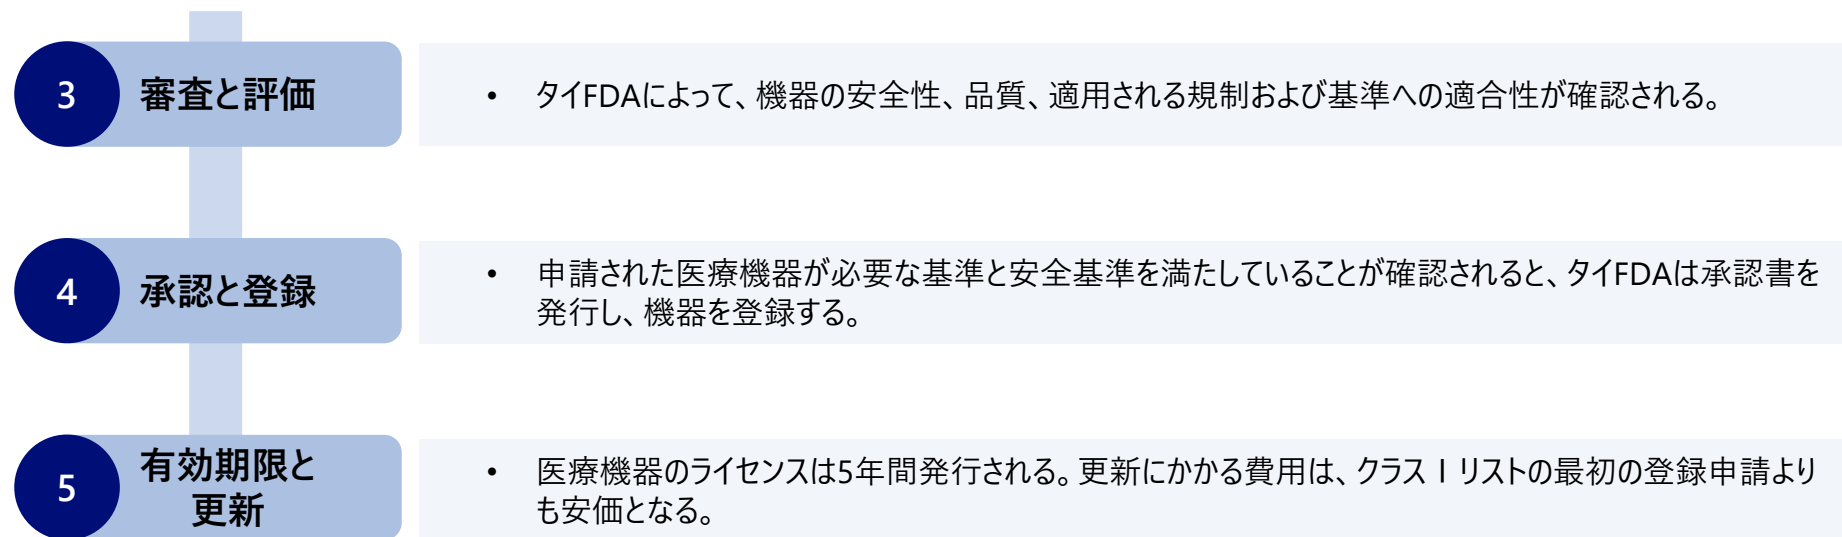 3
審査と評価
• タイFDAによって、機器の安全性、品質、適用される規制および基準への適合性が確認される。
4
承認と登録
• 申請された医療機器が必要な基準と安全基準を満たしていることが確認されると、タイFDAは承認書を
発行し、機器を登録する。
5
有効期限と
更新
• 医療機器のライセンスは5年間発行される。更新にかかる費用は、クラスⅠリストの最初の登録申請より
も安価となる。